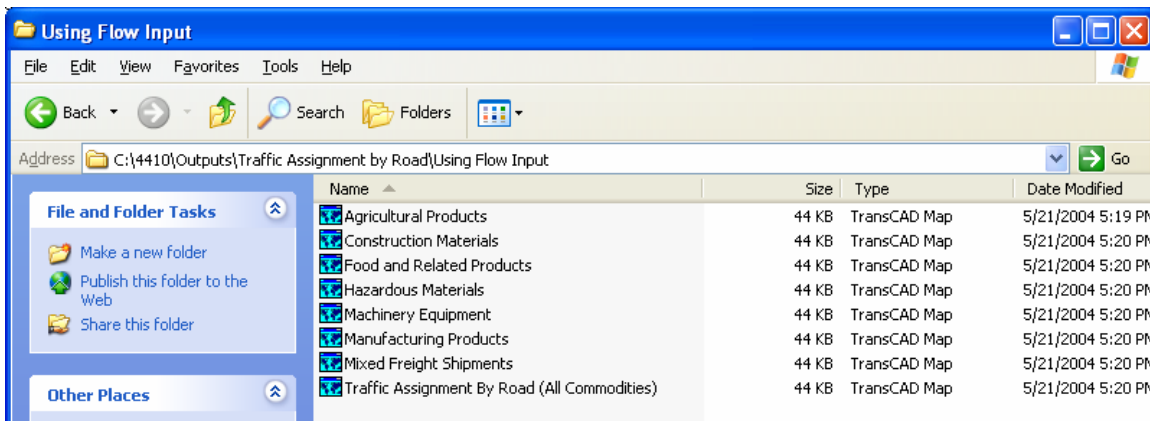 Using Flow Input
File Edit View Favorites Tools Help
Back Search Folders
Address C:\4410\Outputs\Traffic Assignment by Road\Using Flow Input Go
File and Folder Tasks
Make a new folder
Publish this folder to the
Web
Share this folder
Other Places
Name Size Type Date Modified
Agricultural Products 44 KB TransCAD Map 5/21/2004 5:19 PM
Construction Materials 44 KB TransCAD Map 5/21/2004 5:20 PM
Food and Related Products 44 KB TransCAD Map 5/21/2004 5:20 PM
Hazardous Materials 44 KB TransCAD Map 5/21/2004 5:20 PM
Machinery Equipment 44 KB TransCAD Map 5/21/2004 5:20 PM
Manufacturing Products 44 KB TransCAD Map 5/21/2004 5:20 PM
Mixed Freight Shipments 44 KB TransCAD Map 5/21/2004 5:20 PM
Traffic Assignment By Road (All Commodities) 44 KB TransCAD Map 5/21/2004 5:20 PM